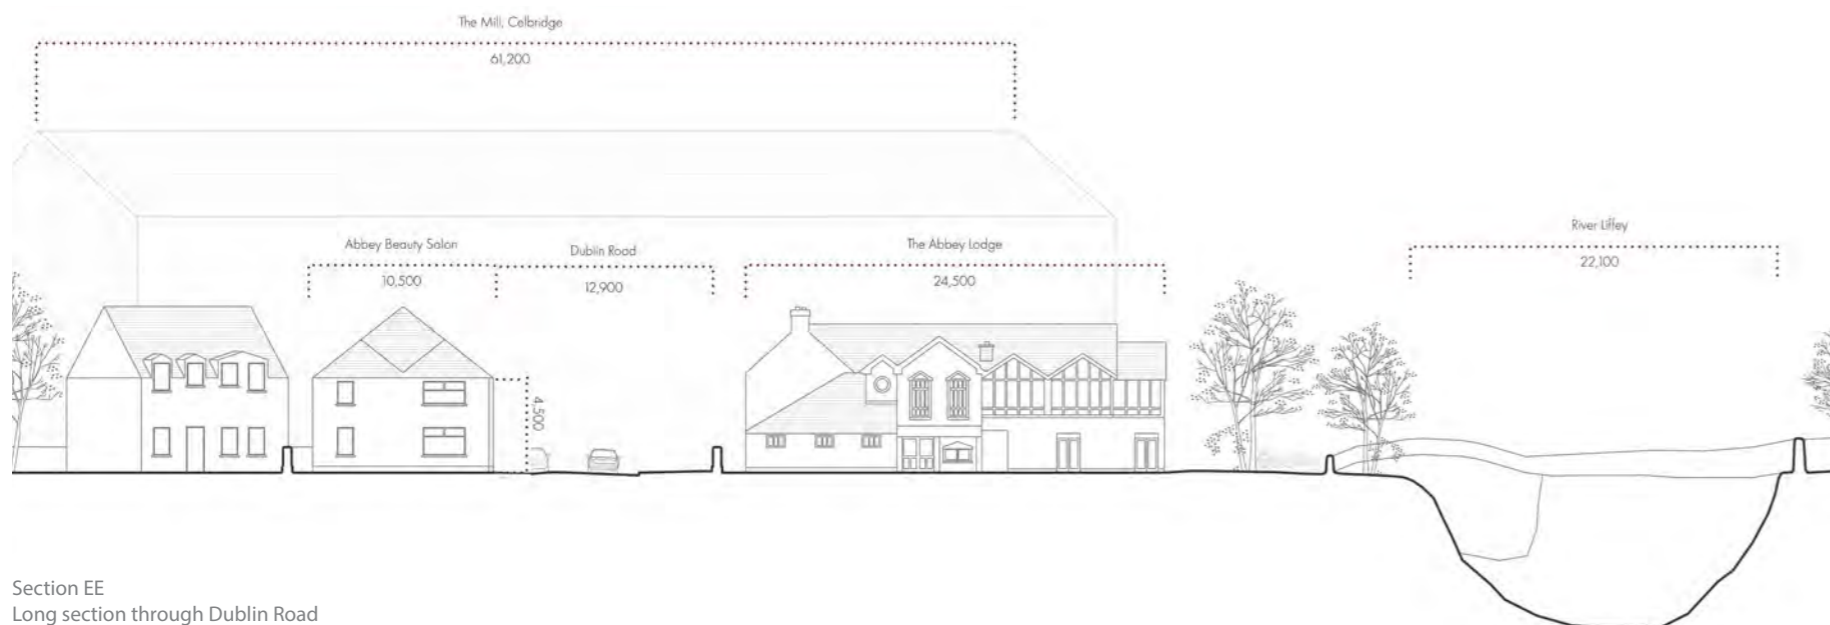 The Mill, Celbridge
61,200
Abbey Beauty Salon
10,500
Dublin Road
12,900
The Abbey Lodge
24,500
River Liffey
22,100
4,500
Section EE
Long section through Dublin Road